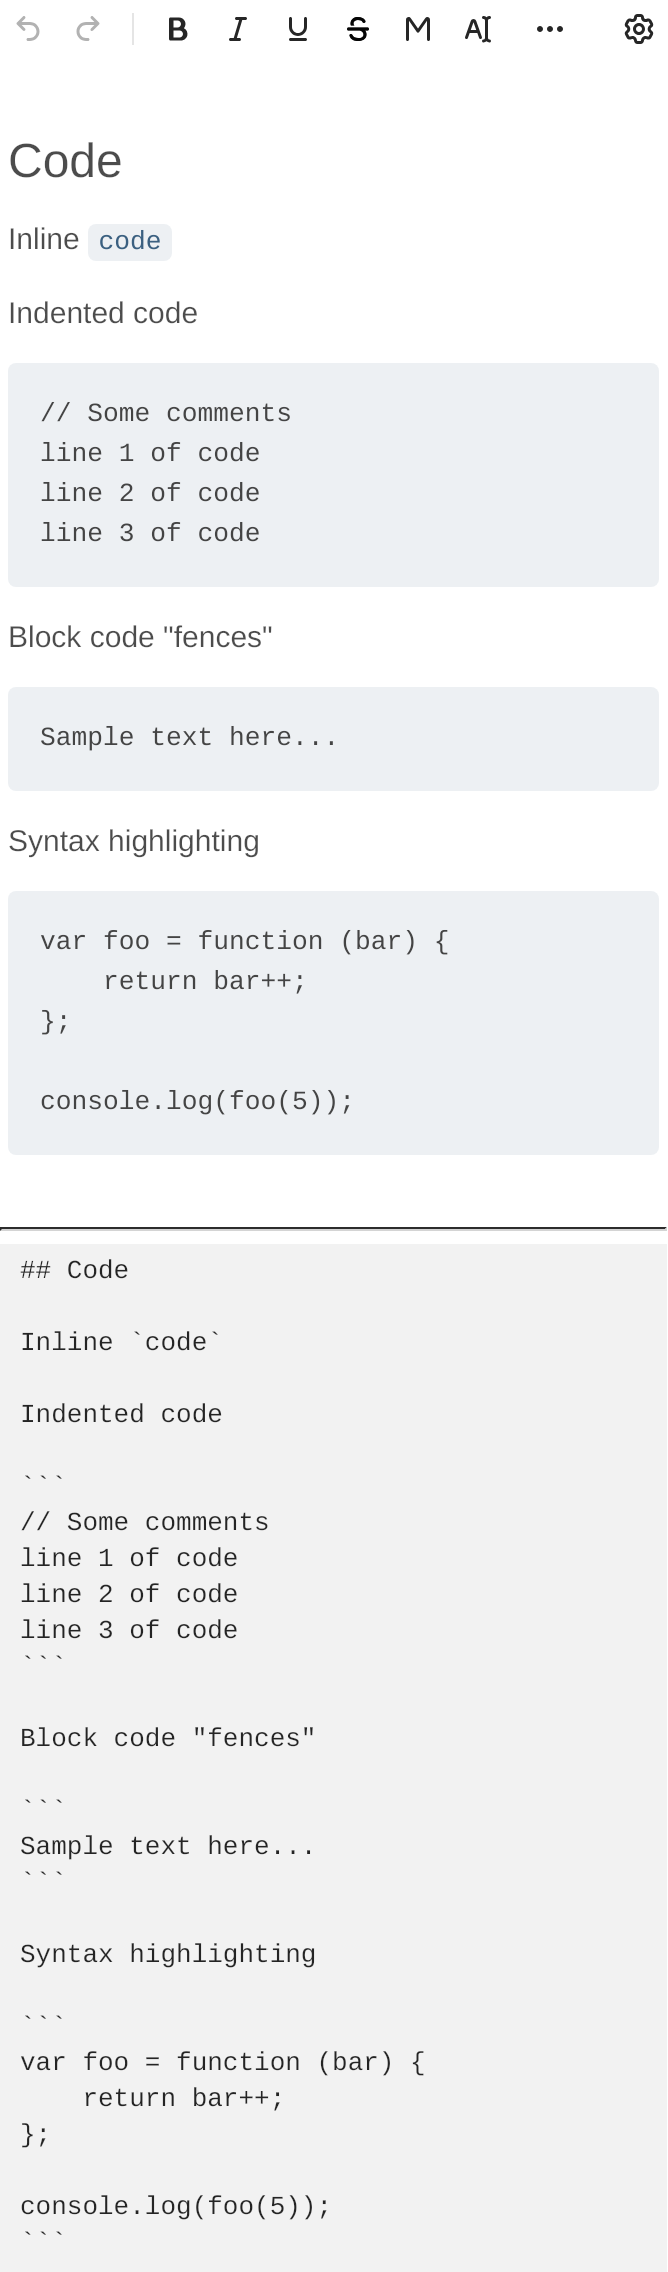 Code
Inline code
Indented code
// Some comments
line 1 of code
line 2 of code
line 3 of code
Block code "fences"
Sample text here...
Syntax highlighting
var foo = function (bar) {
    return bar++;
};
console.log(foo(5));
## Code
Inline `code`
Indented code
```
// Some comments
line 1 of code
line 2 of code
line 3 of code
```
Block code "fences"
```
Sample text here...
```
Syntax highlighting
```
var foo = function (bar) {
    return bar++;
};
console.log(foo(5));
```